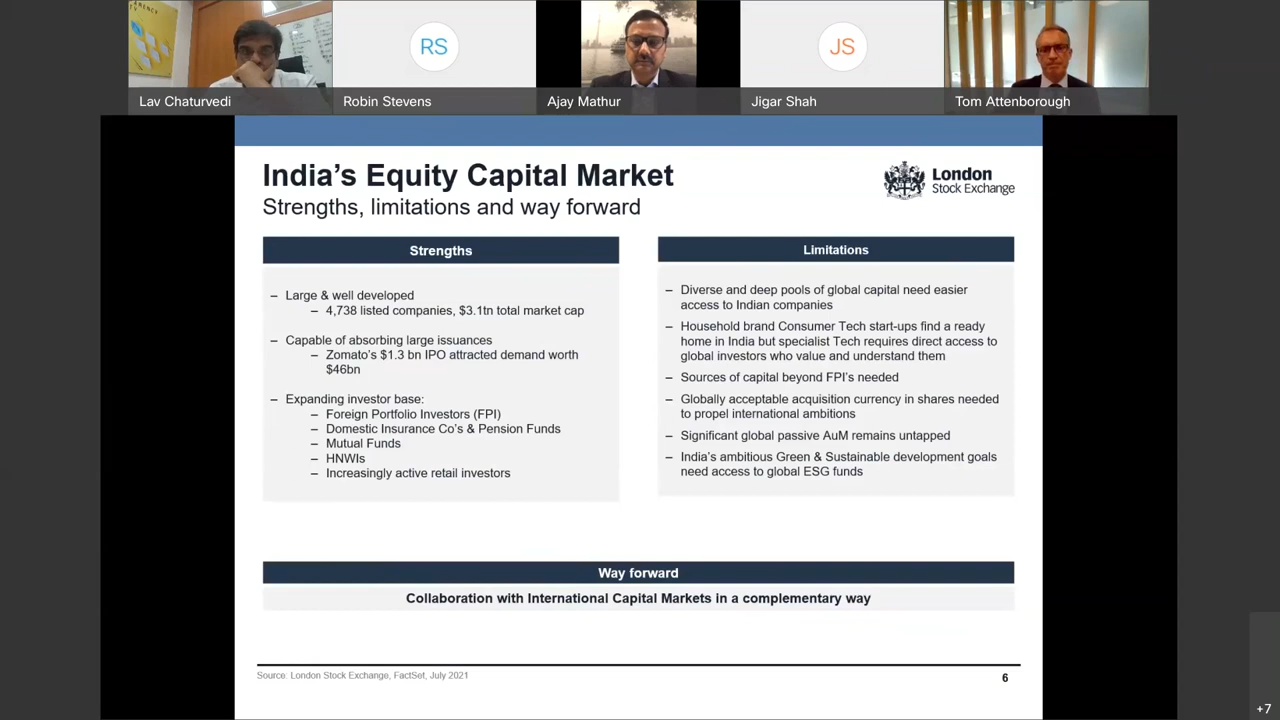 AGENCY
RS
JS
Lav Chaturvedi
Robin Stevens
Ajay Mathur
Jigar Shah
Tom Attenborough
India's Equity Capital Market
Strengths, limitations and way forward
London
Stock Exchange
Strengths
– Large & well developed
– 4,738 listed companies, $3.1tn total market cap
– Capable of absorbing large issuances
– Zomato's $1.3 bn IPO attracted demand worth
$46bn
– Expanding investor base:
– Foreign Portfolio Investors (FPI)
– Domestic Insurance Co's & Pension Funds
– Mutual Funds
– HNWIs
– Increasingly active retail investors
Limitations
– Diverse and deep pools of global capital need easier
access to Indian companies
– Household brand Consumer Tech start-ups find a ready
home in India but specialist Tech requires direct access to
global investors who value and understand them
– Sources of capital beyond FPI's needed
– Globally acceptable acquisition currency in shares needed
to propel international ambitions
– Significant global passive AuM remains untapped
– India's ambitious Green & Sustainable development goals
need access to global ESG funds
Way forward
Collaboration with International Capital Markets in a complementary way
Source: London Stock Exchange, FactSet, July 2021
6
+7